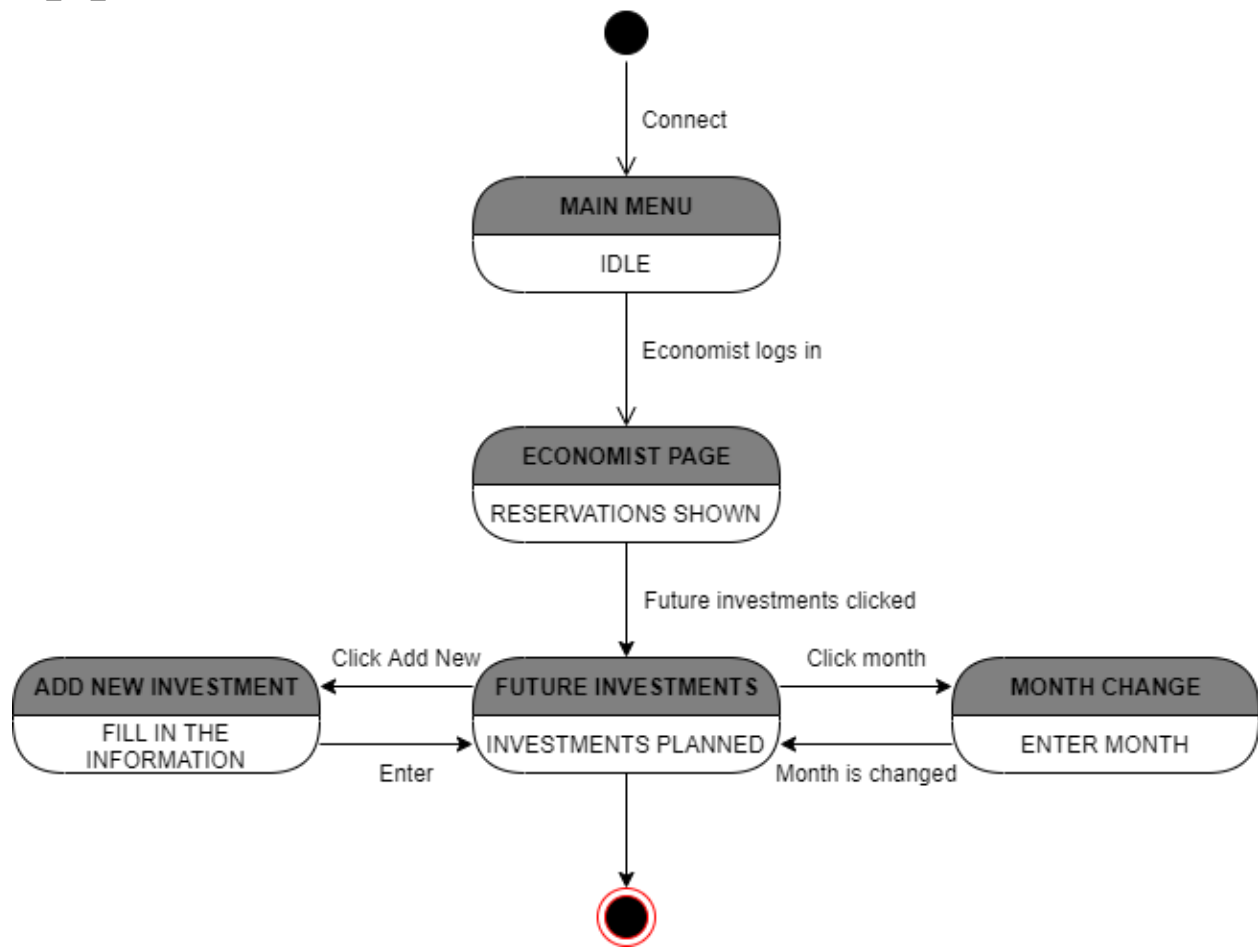 Connect
MAIN MENU
IDLE
Economist logs in
ECONOMIST PAGE
RESERVATIONS SHOWN
Future investments clicked
Click Add New
Click month
ADD NEW INVESTMENT
FUTURE INVESTMENTS
MONTH CHANGE
FILL IN THE
INFORMATION
INVESTMENTS PLANNED
ENTER MONTH
Enter
Month is changed